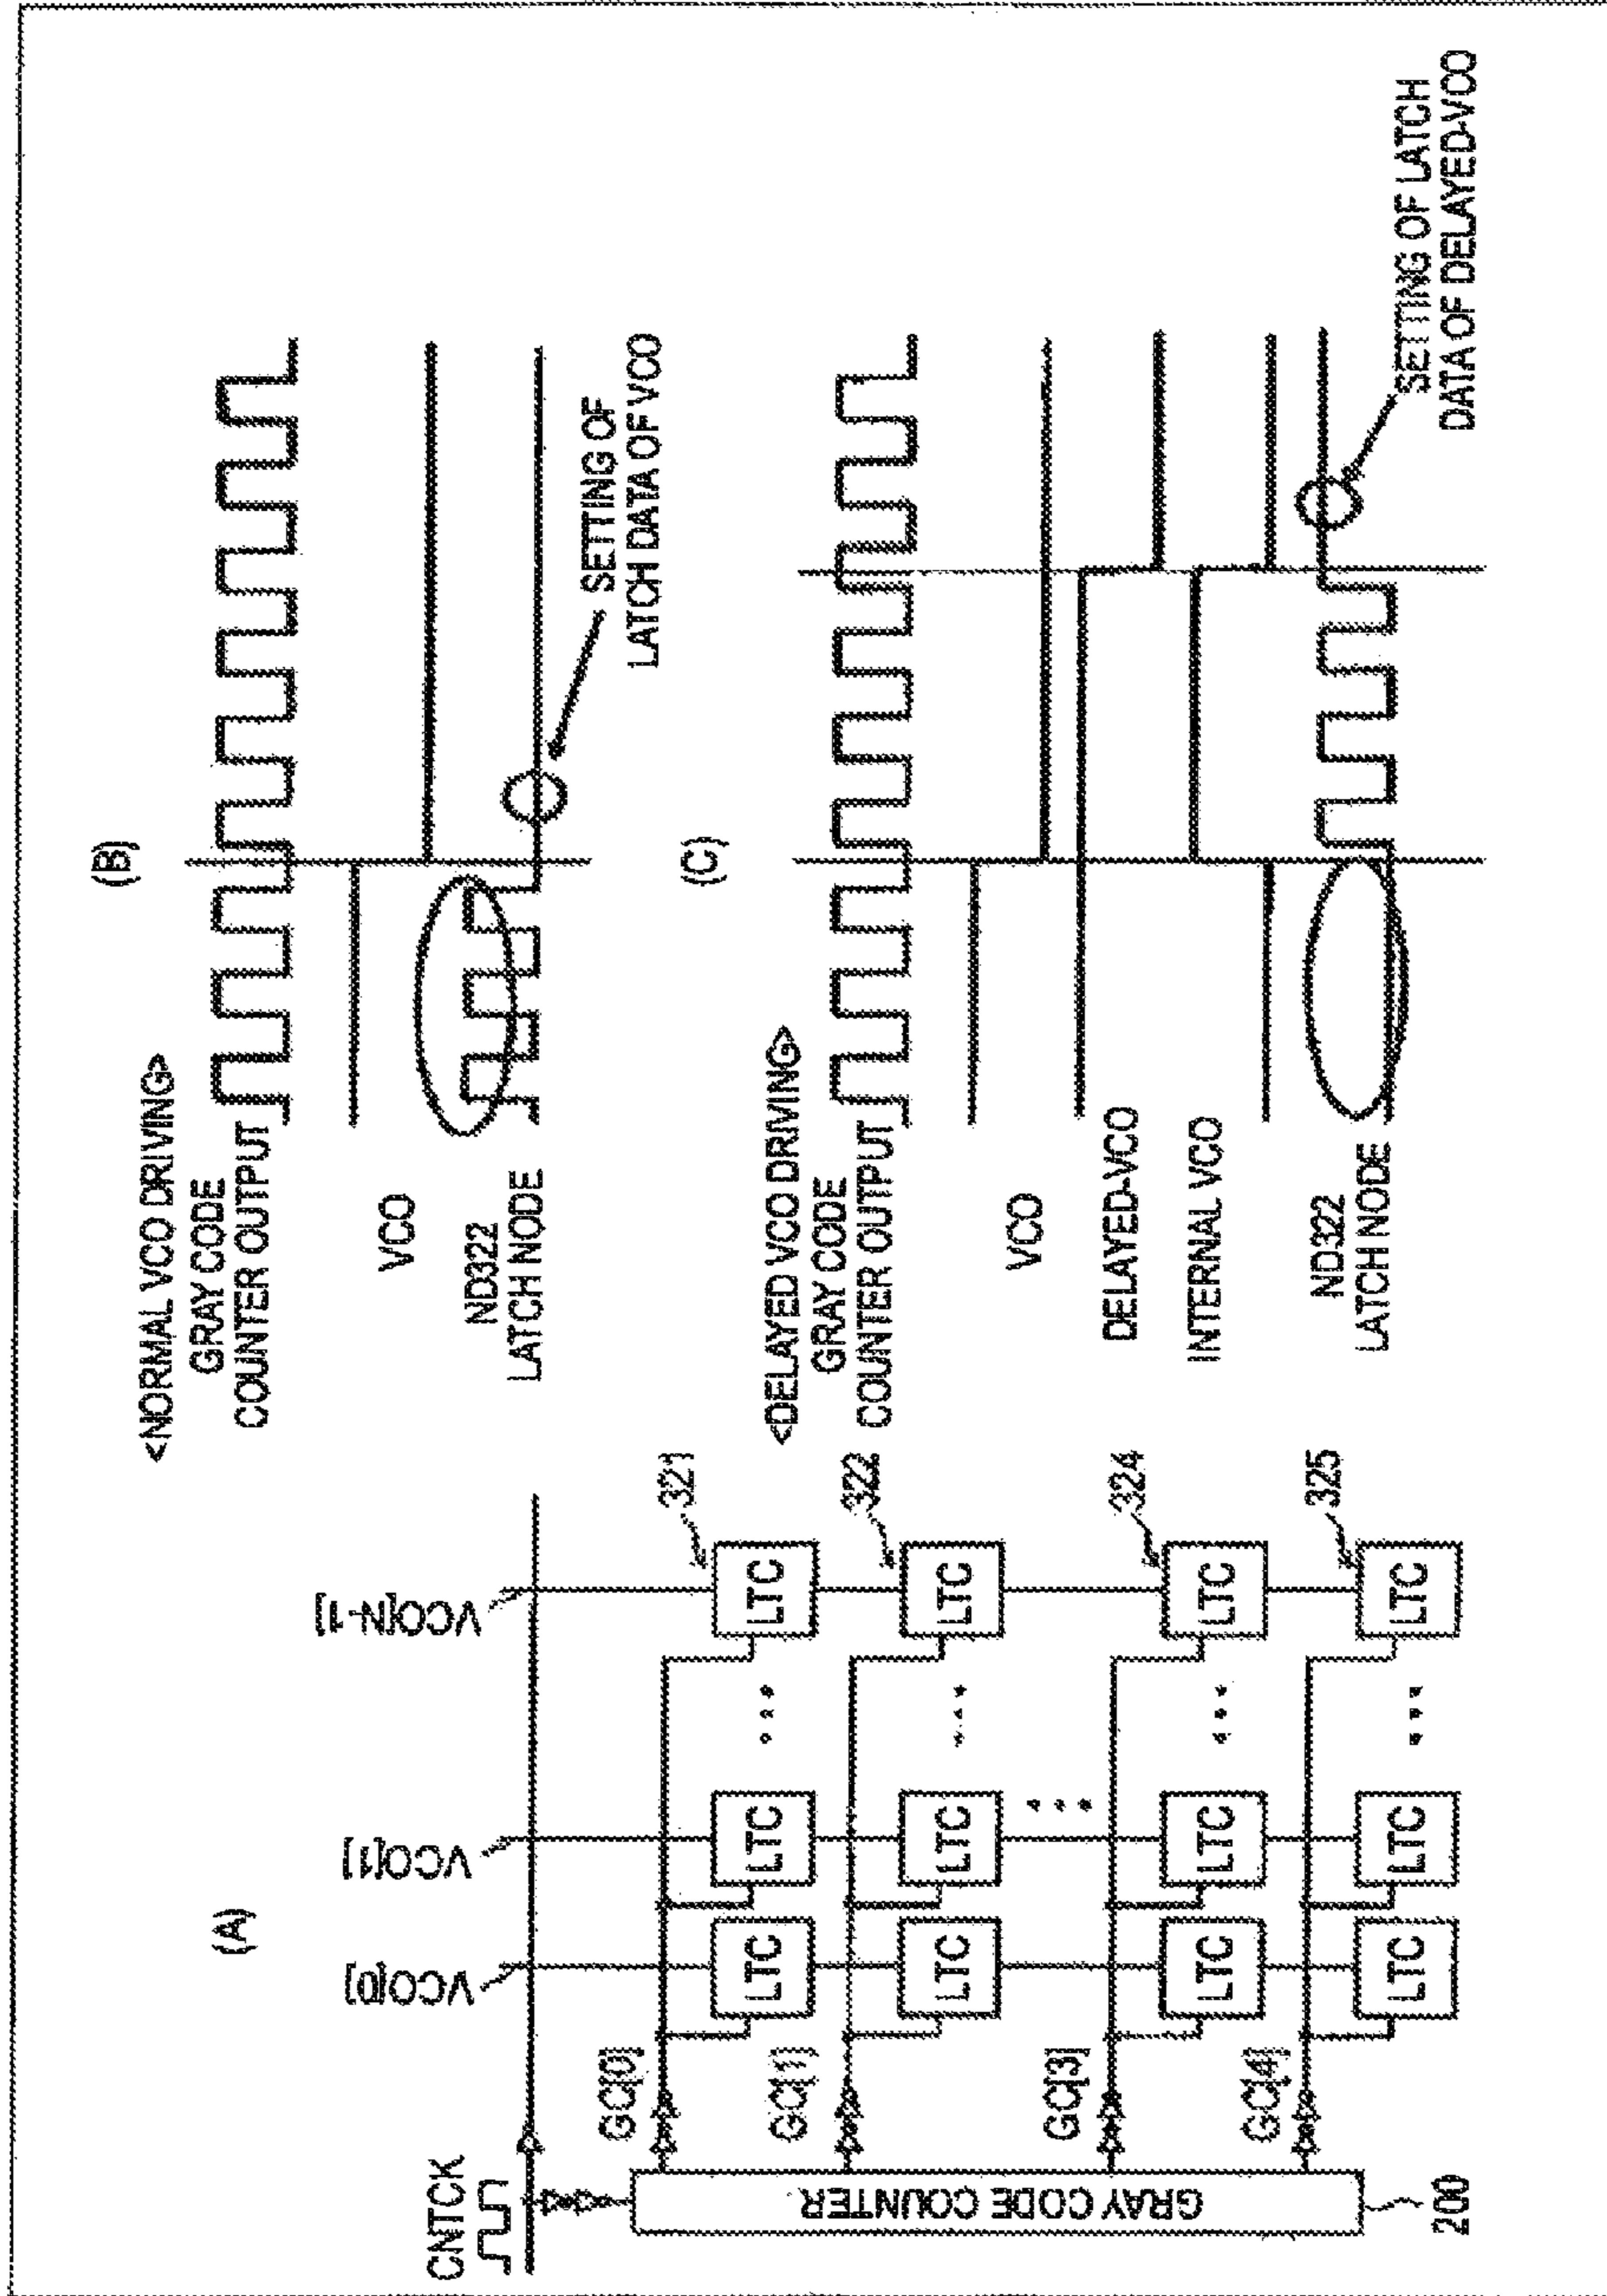 (A)
CNTCK
VCO[0]
VCO[1]
VCO[N-1]
GRAY CODE COUNTER
200
GC[0]
GC[1]
GC[3]
GC[4]
LTC
LTC
LTC
321
LTC
LTC
LTC
322
LTC
LTC
LTC
324
LTC
LTC
LTC
325
(B)
<NORMAL VCO DRIVING>
GRAY CODE
COUNTER OUTPUT
VCO
ND322
LATCH NODE
SETTING OF
LATCH DATA OF VCO
(C)
<DELAYED VCO DRIVING>
GRAY CODE
COUNTER OUTPUT
VCO
DELAYED-VCO
INTERNAL VCO
ND322
LATCH NODE
SETTING OF LATCH
DATA OF DELAYED-VCO